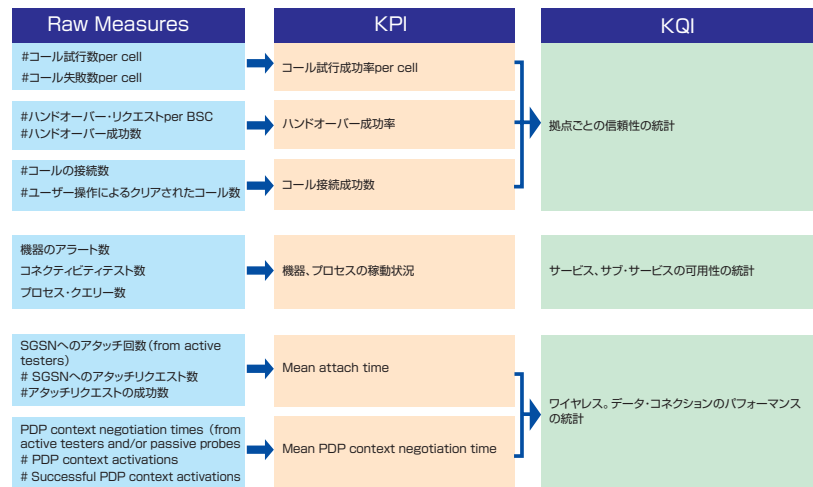 Raw Measures
KPI
KQI
#コール試行数per cell
#コール失敗数per cell
コール試行成功率per cell
#ハンドオーバー・リクエストper BSC
#ハンドオーバー成功数
ハンドオーバー成功率
拠点ごとの信頼性の統計
#コールの接続数
#ユーザー操作によるクリアされたコール数
コール接続成功数
機器のアラート数
コネクティビティテスト数
プロセス・クエリー数
機器、プロセスの稼動状況
サービス、サブ・サービスの可用性の統計
SGSNへのアタッチ回数（from active
testers）
# SGSNへのアタッチリクエスト数
#アタッチリクエストの成功数
Mean attach time
ワイヤレス。データ・コネクションのパフォーマンス
の統計
PDP context negotiation times（from
active testers and/or passive probes
# PDP context activations
# Successful PDP context activations
Mean PDP context negotiation time